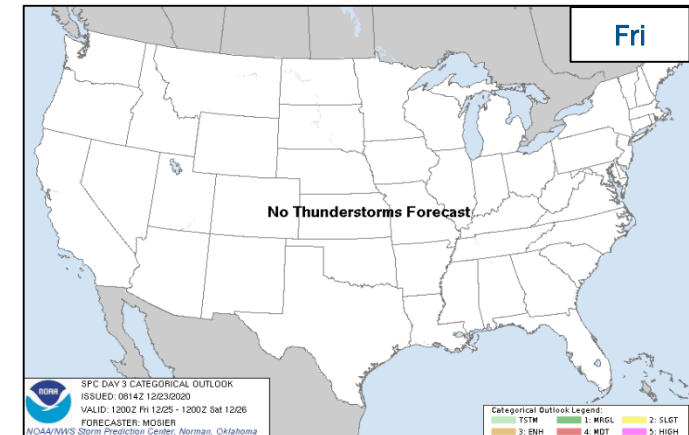 Fri
No Thunderstorms Forecast
NOAA
SPC DAY 3 CATEGORICAL OUTLOOK
ISSUED: 0814Z 12/23/2020
VALID: 1200Z Fri 12/25 - 1200Z Sat 12/26
FORECASTER: MOSIER
NOAA/NWS Storm Prediction Center, Norman, Oklahoma
Categorical Outlook Legend:
TSTM 1: MRGL 2: SLGT
3: ENH 4: MDT 5: HIGH